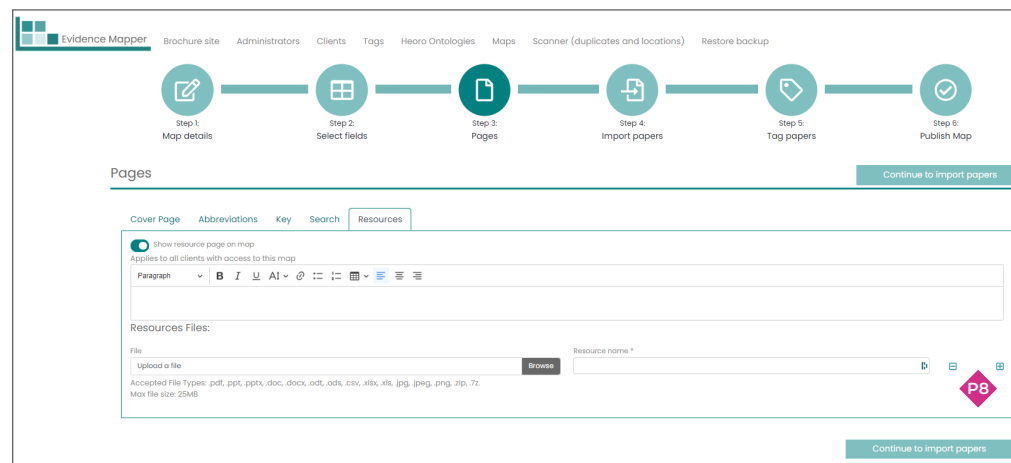 Evidence Mapper Brochure site Administrators Clients Tags Heoro Ontologies Maps Scanner (duplicates and locations) Restore backup
Step 1: Step 2: Step 3: Step 4: Step 5: Step 6:
Map details Select fields Pages Import papers Tag papers Publish Map
Pages Continue to import papers
Cover Page Abbreviations Key Search Resources
Show resource page on map
Applies to all clients with access to this map
Paragraph B I U AI
Resources Files:
File Resource name *
Upload a file Browse
Accepted File Types: .pdf, .ppt, .pptx, .doc, .docx, .odt, .ods, .csv, .xlsx, .xls, .jpg, .jpeg, .png, .zip, .7z.
Max file size: 25MB
P8
Continue to import papers